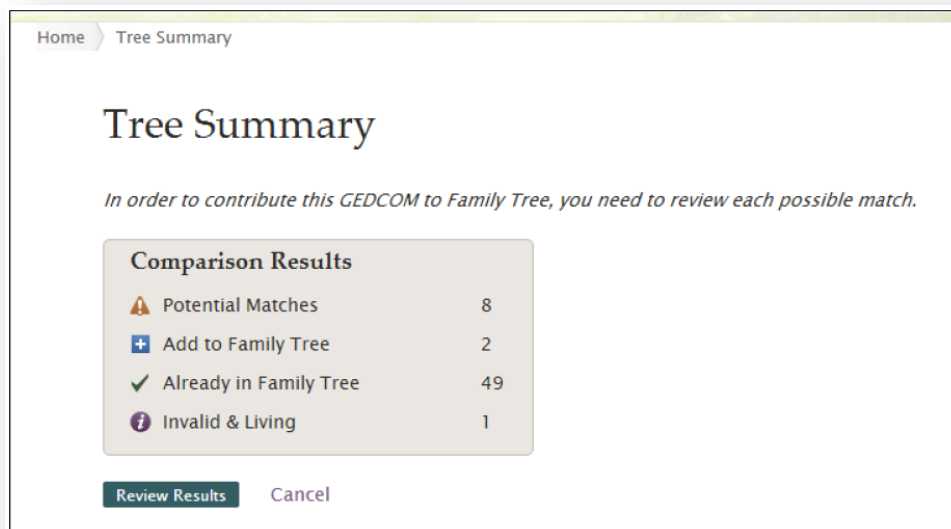 Home Tree Summary
Tree Summary
In order to contribute this GEDCOM to Family Tree, you need to review each possible match.
Comparison Results
Potential Matches 8
Add to Family Tree 2
Already in Family Tree 49
Invalid & Living 1
Review Results Cancel